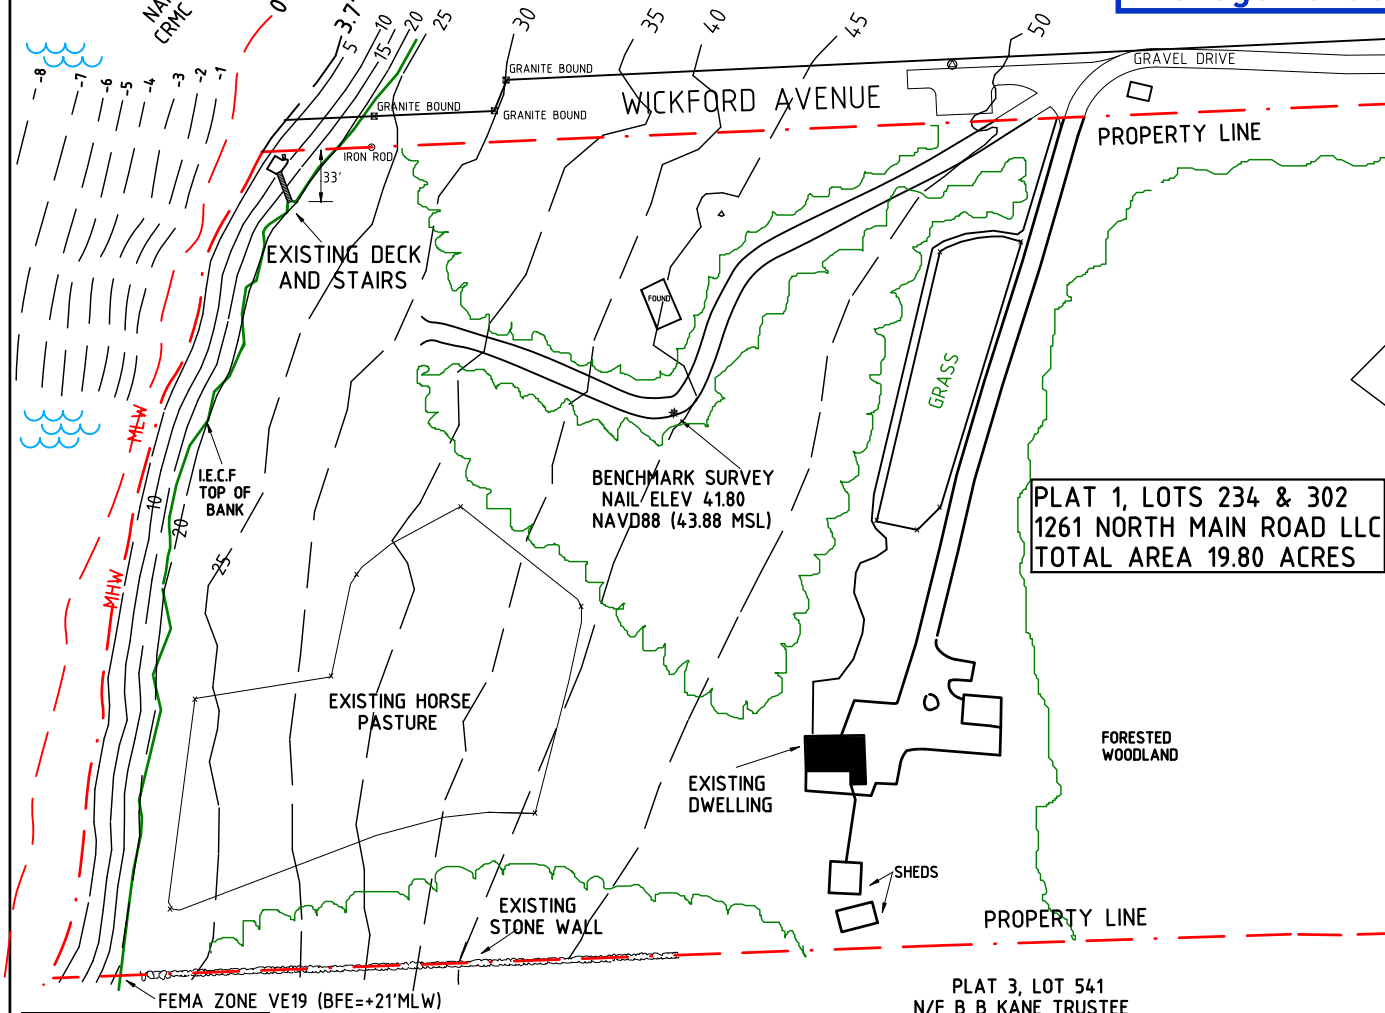 CRMC
0
3.7'
5
10
15
20
25
30
35
40
45
50
-8
-7
-6
-5
-4
-3
-2
-1
GRANITE BOUND
GRANITE BOUND
GRANITE BOUND
WICKFORD AVENUE
GRAVEL DRIVE
PROPERTY LINE
IRON ROD
33'
EXISTING DECK
AND STAIRS
FOUND
GRASS
MLW
I.E.C.F
TOP OF
BANK
10
20
25
MHW
BENCHMARK SURVEY
NAIL ELEV 41.80
NAVD88 (43.88 MSL)
PLAT 1, LOTS 234 & 302
1261 NORTH MAIN ROAD LLC
TOTAL AREA 19.80 ACRES
EXISTING HORSE
PASTURE
FORESTED
WOODLAND
EXISTING
DWELLING
SHEDS
EXISTING
STONE WALL
PROPERTY LINE
FEMA ZONE VE19 (BFE=+21'MLW)
PLAT 3, LOT 541
N/F B B KANE TRUSTEE